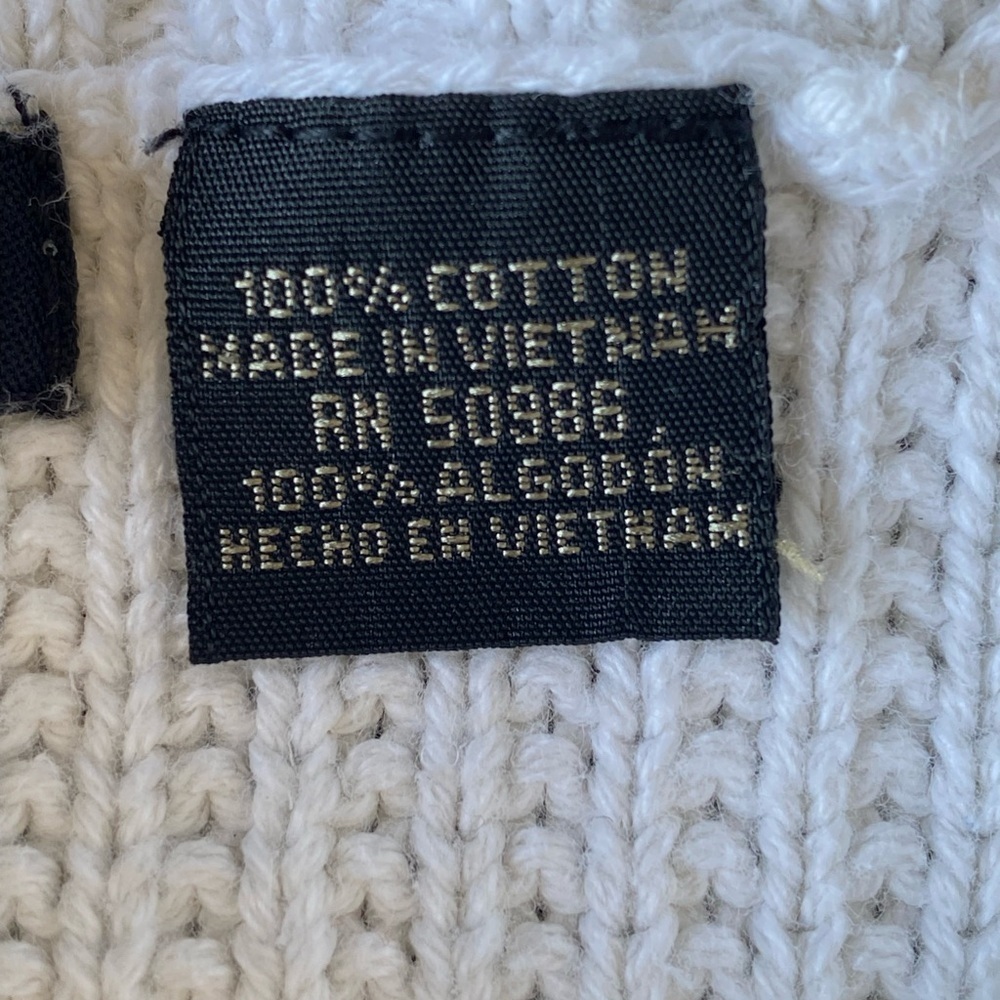 100% COTTON
MADE IN VIETNAM
RN 50986
100% ALGODÓN
HECHO EN VIETNAM